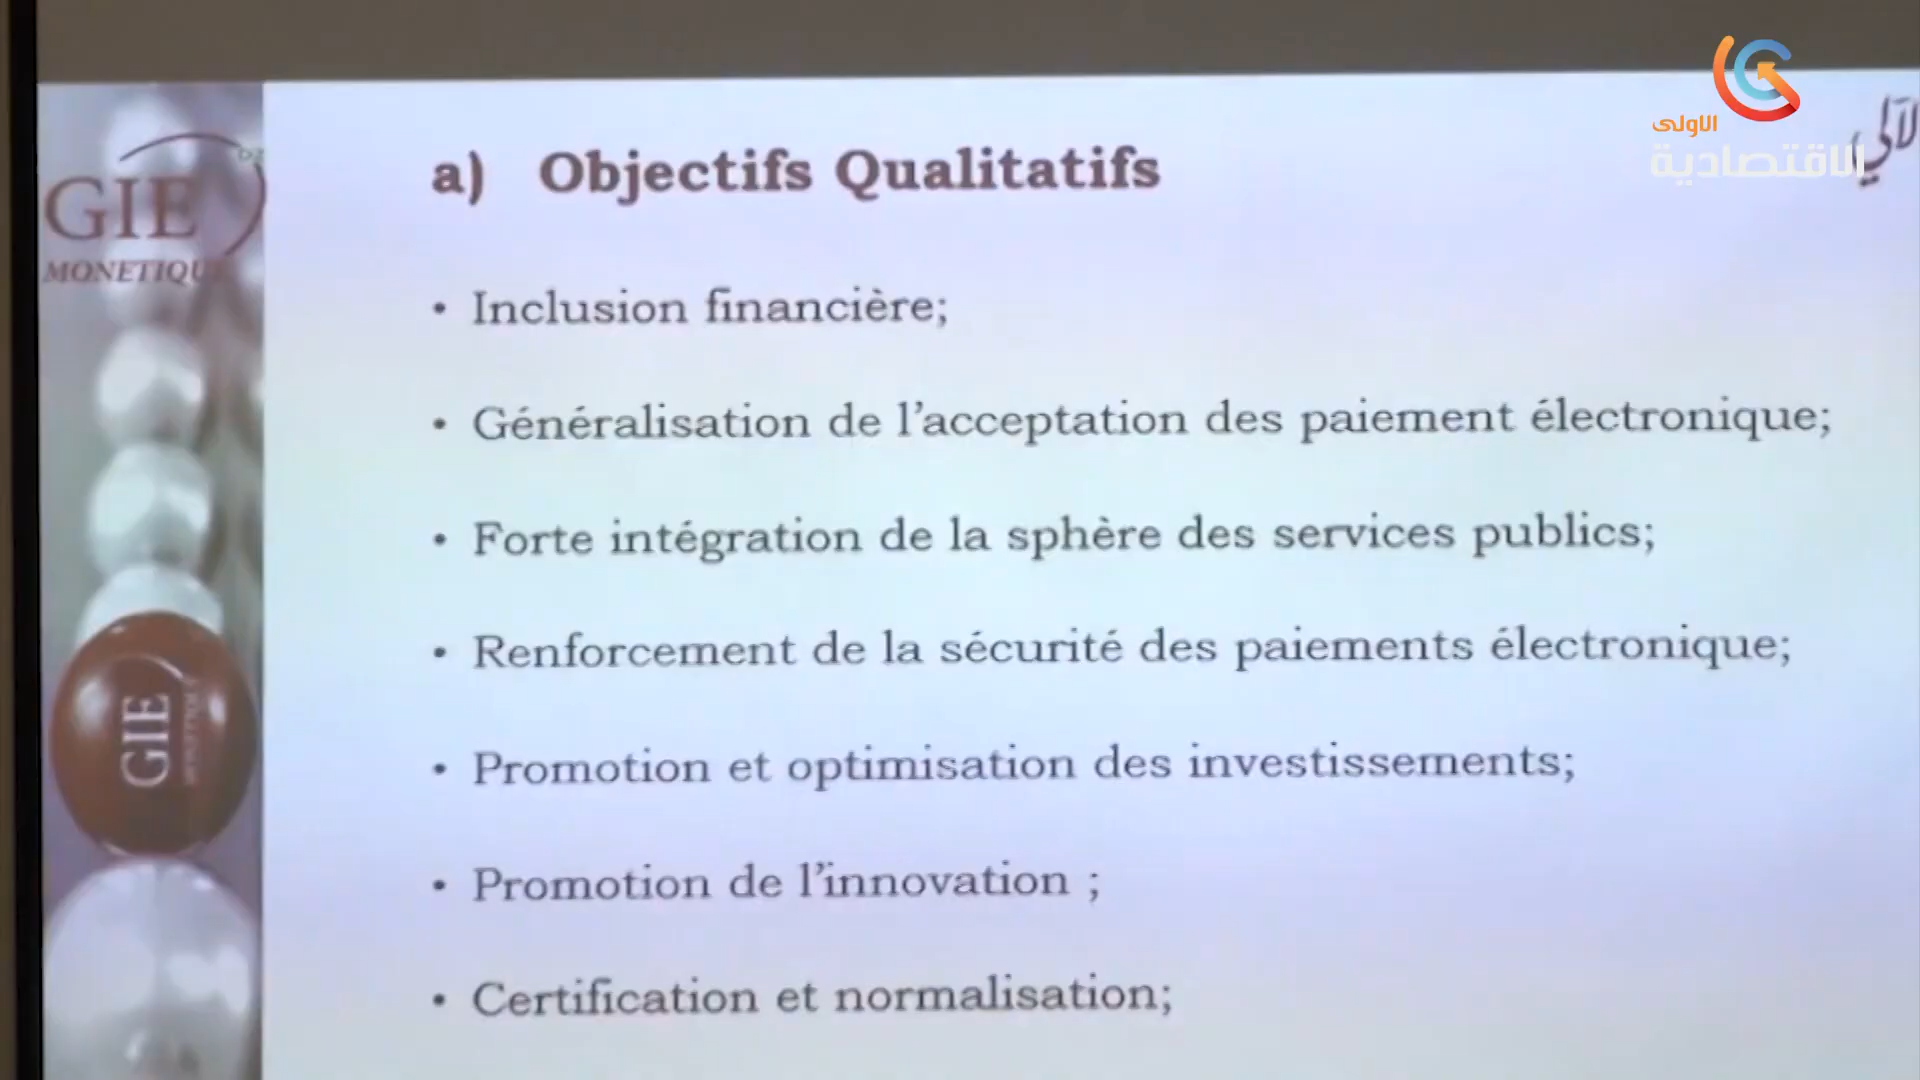 الاولى
الاقتصادية
GIE
MONETIQU
a) Objectifs Qualitatifs
• Inclusion financière;
• Généralisation de l'acceptation des paiement électronique;
• Forte intégration de la sphère des services publics;
• Renforcement de la sécurité des paiements électronique;
• Promotion et optimisation des investissements;
• Promotion de l'innovation ;
• Certification et normalisation;
GIE